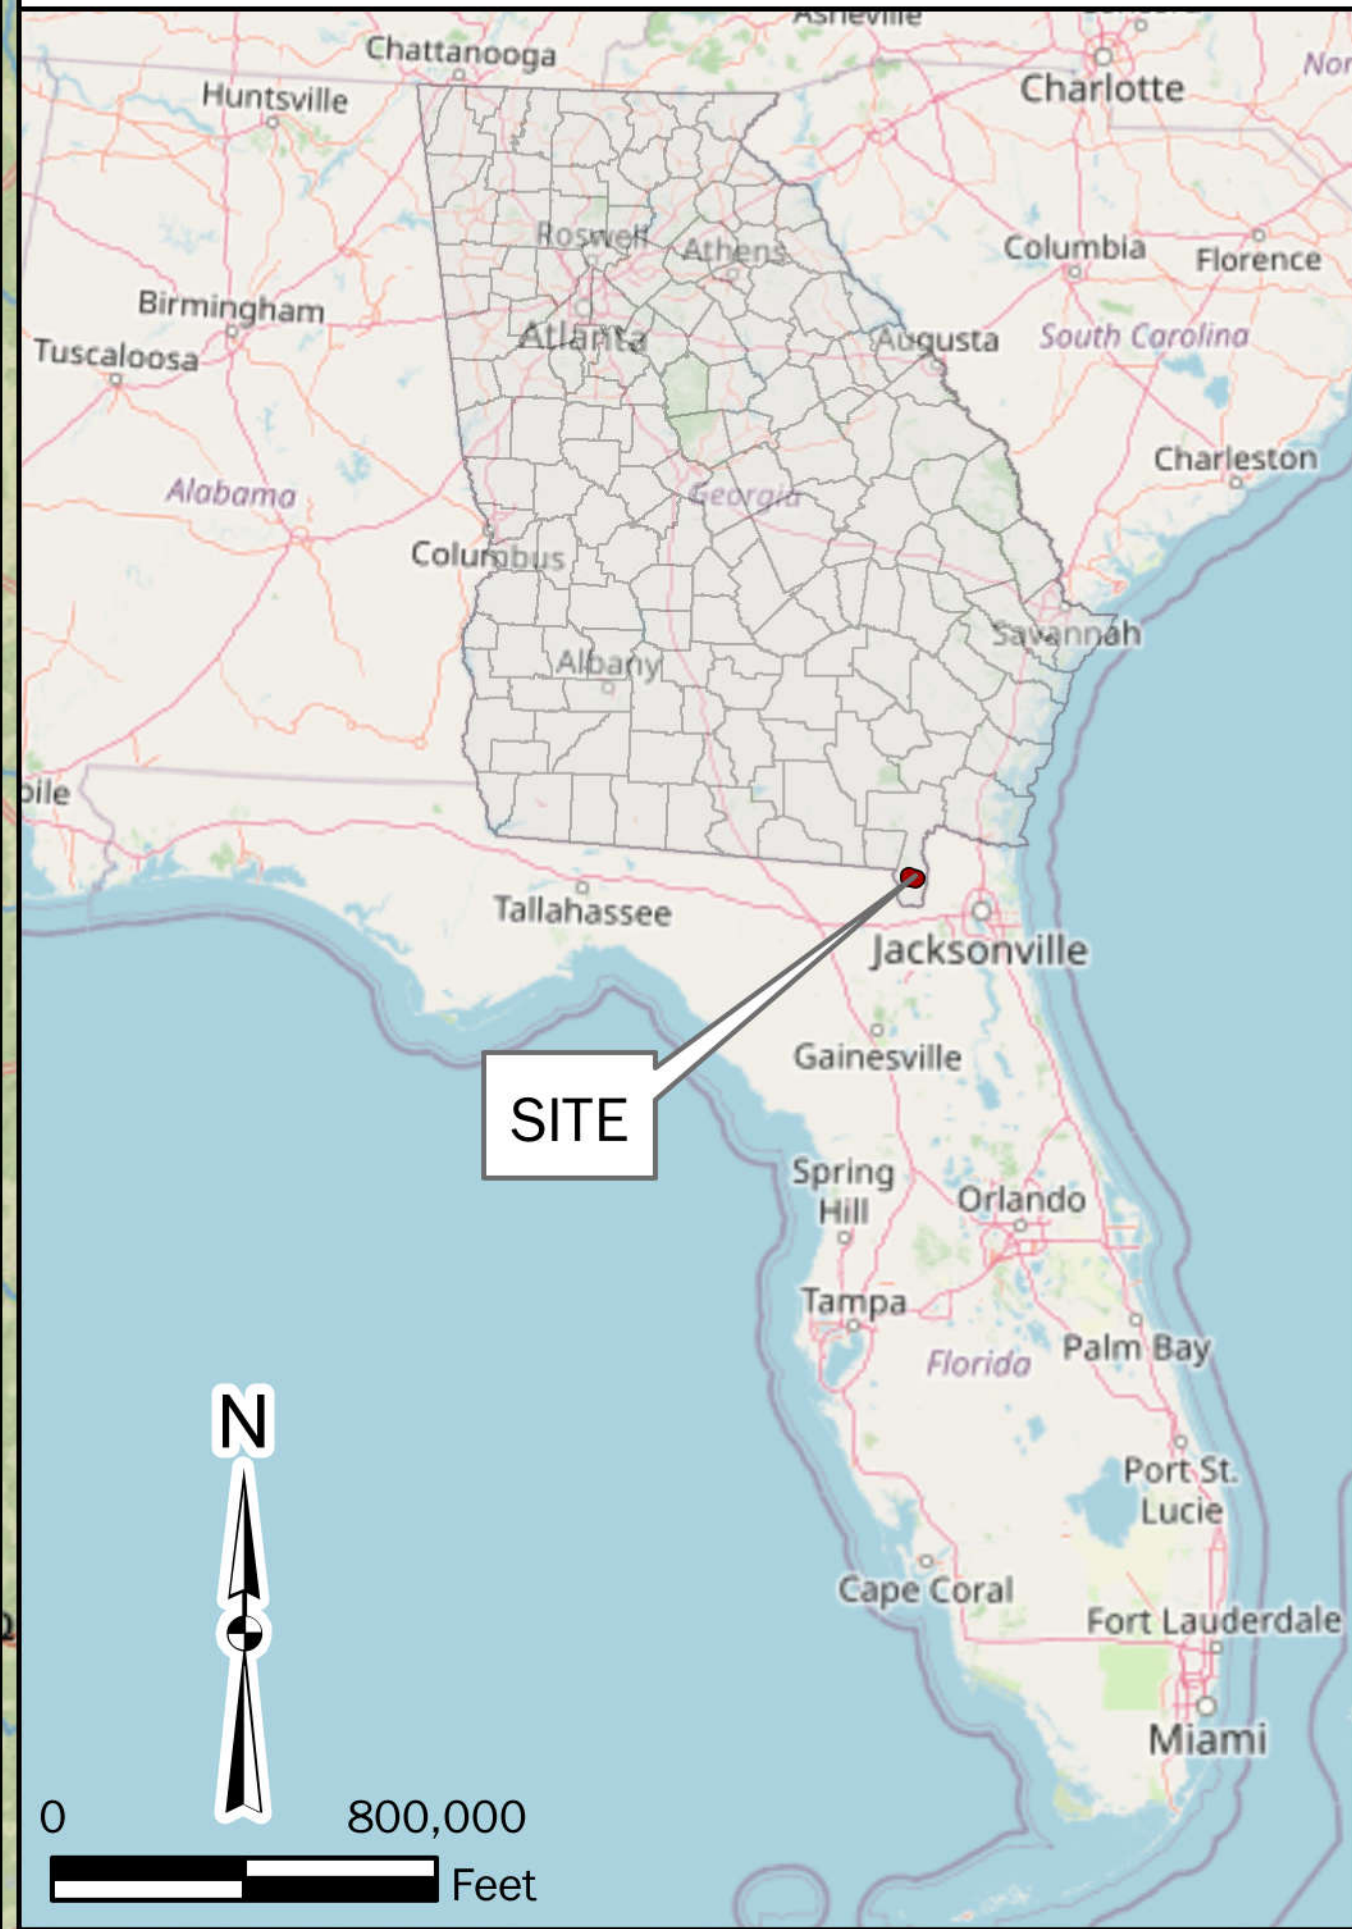 Asheville
Chattanooga
Nor
Charlotte
Huntsville
Roswell
Athens
Columbia
Florence
Birmingham
Atlanta
Augusta
South Carolina
Tuscaloosa
Charleston
Alabama
Georgia
Columbus
Savannah
Albany
bile
Tallahassee
Jacksonville
Gainesville
SITE
Spring
Hill
Orlando
Tampa
Palm Bay
Florida
N
Port St.
Lucie
Cape Coral
Fort Lauderdale
Miami
0 800,000
Feet